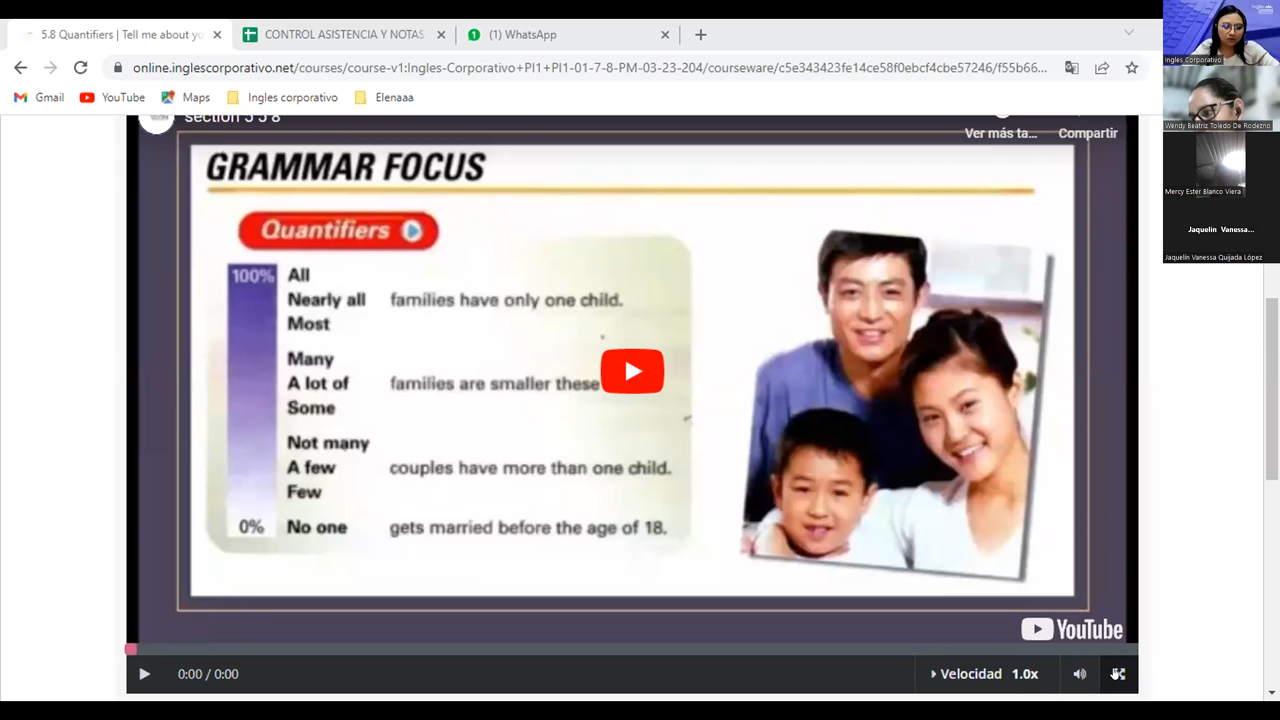 5.8 Quantifiers | Tell me about yo
CONTROL ASISTENCIA Y NOTAS
(1) WhatsApp
online.inglescorporativo.net/courses/course-v1:Ingles-Corporativo+PI1+PI1-01-7-8-PM-03-23-204/courseware/c5e343423fe14ce58f0ecf4cbe57246/f55b66...
Gmail
YouTube
Maps
Ingles corporativo
Elenaaa
section 5 5 8
Ver más ta...
Compartir
GRAMMAR FOCUS
Quantifiers
100% All
Nearly all families have only one child.
Most
Many
A lot of families are smaller these
Some
Not many
A few couples have more than one child.
Few
0% No one gets married before the age of 18.
YouTube
0:00 / 0:00
Velocidad 1.0x
Ingles Corporativo
Wendy Beatriz Toledo De Rodezno
Mercy Ester Blanco Viera
Jaquelin Vanessa...
Jaquelin Vanessa Quijada López